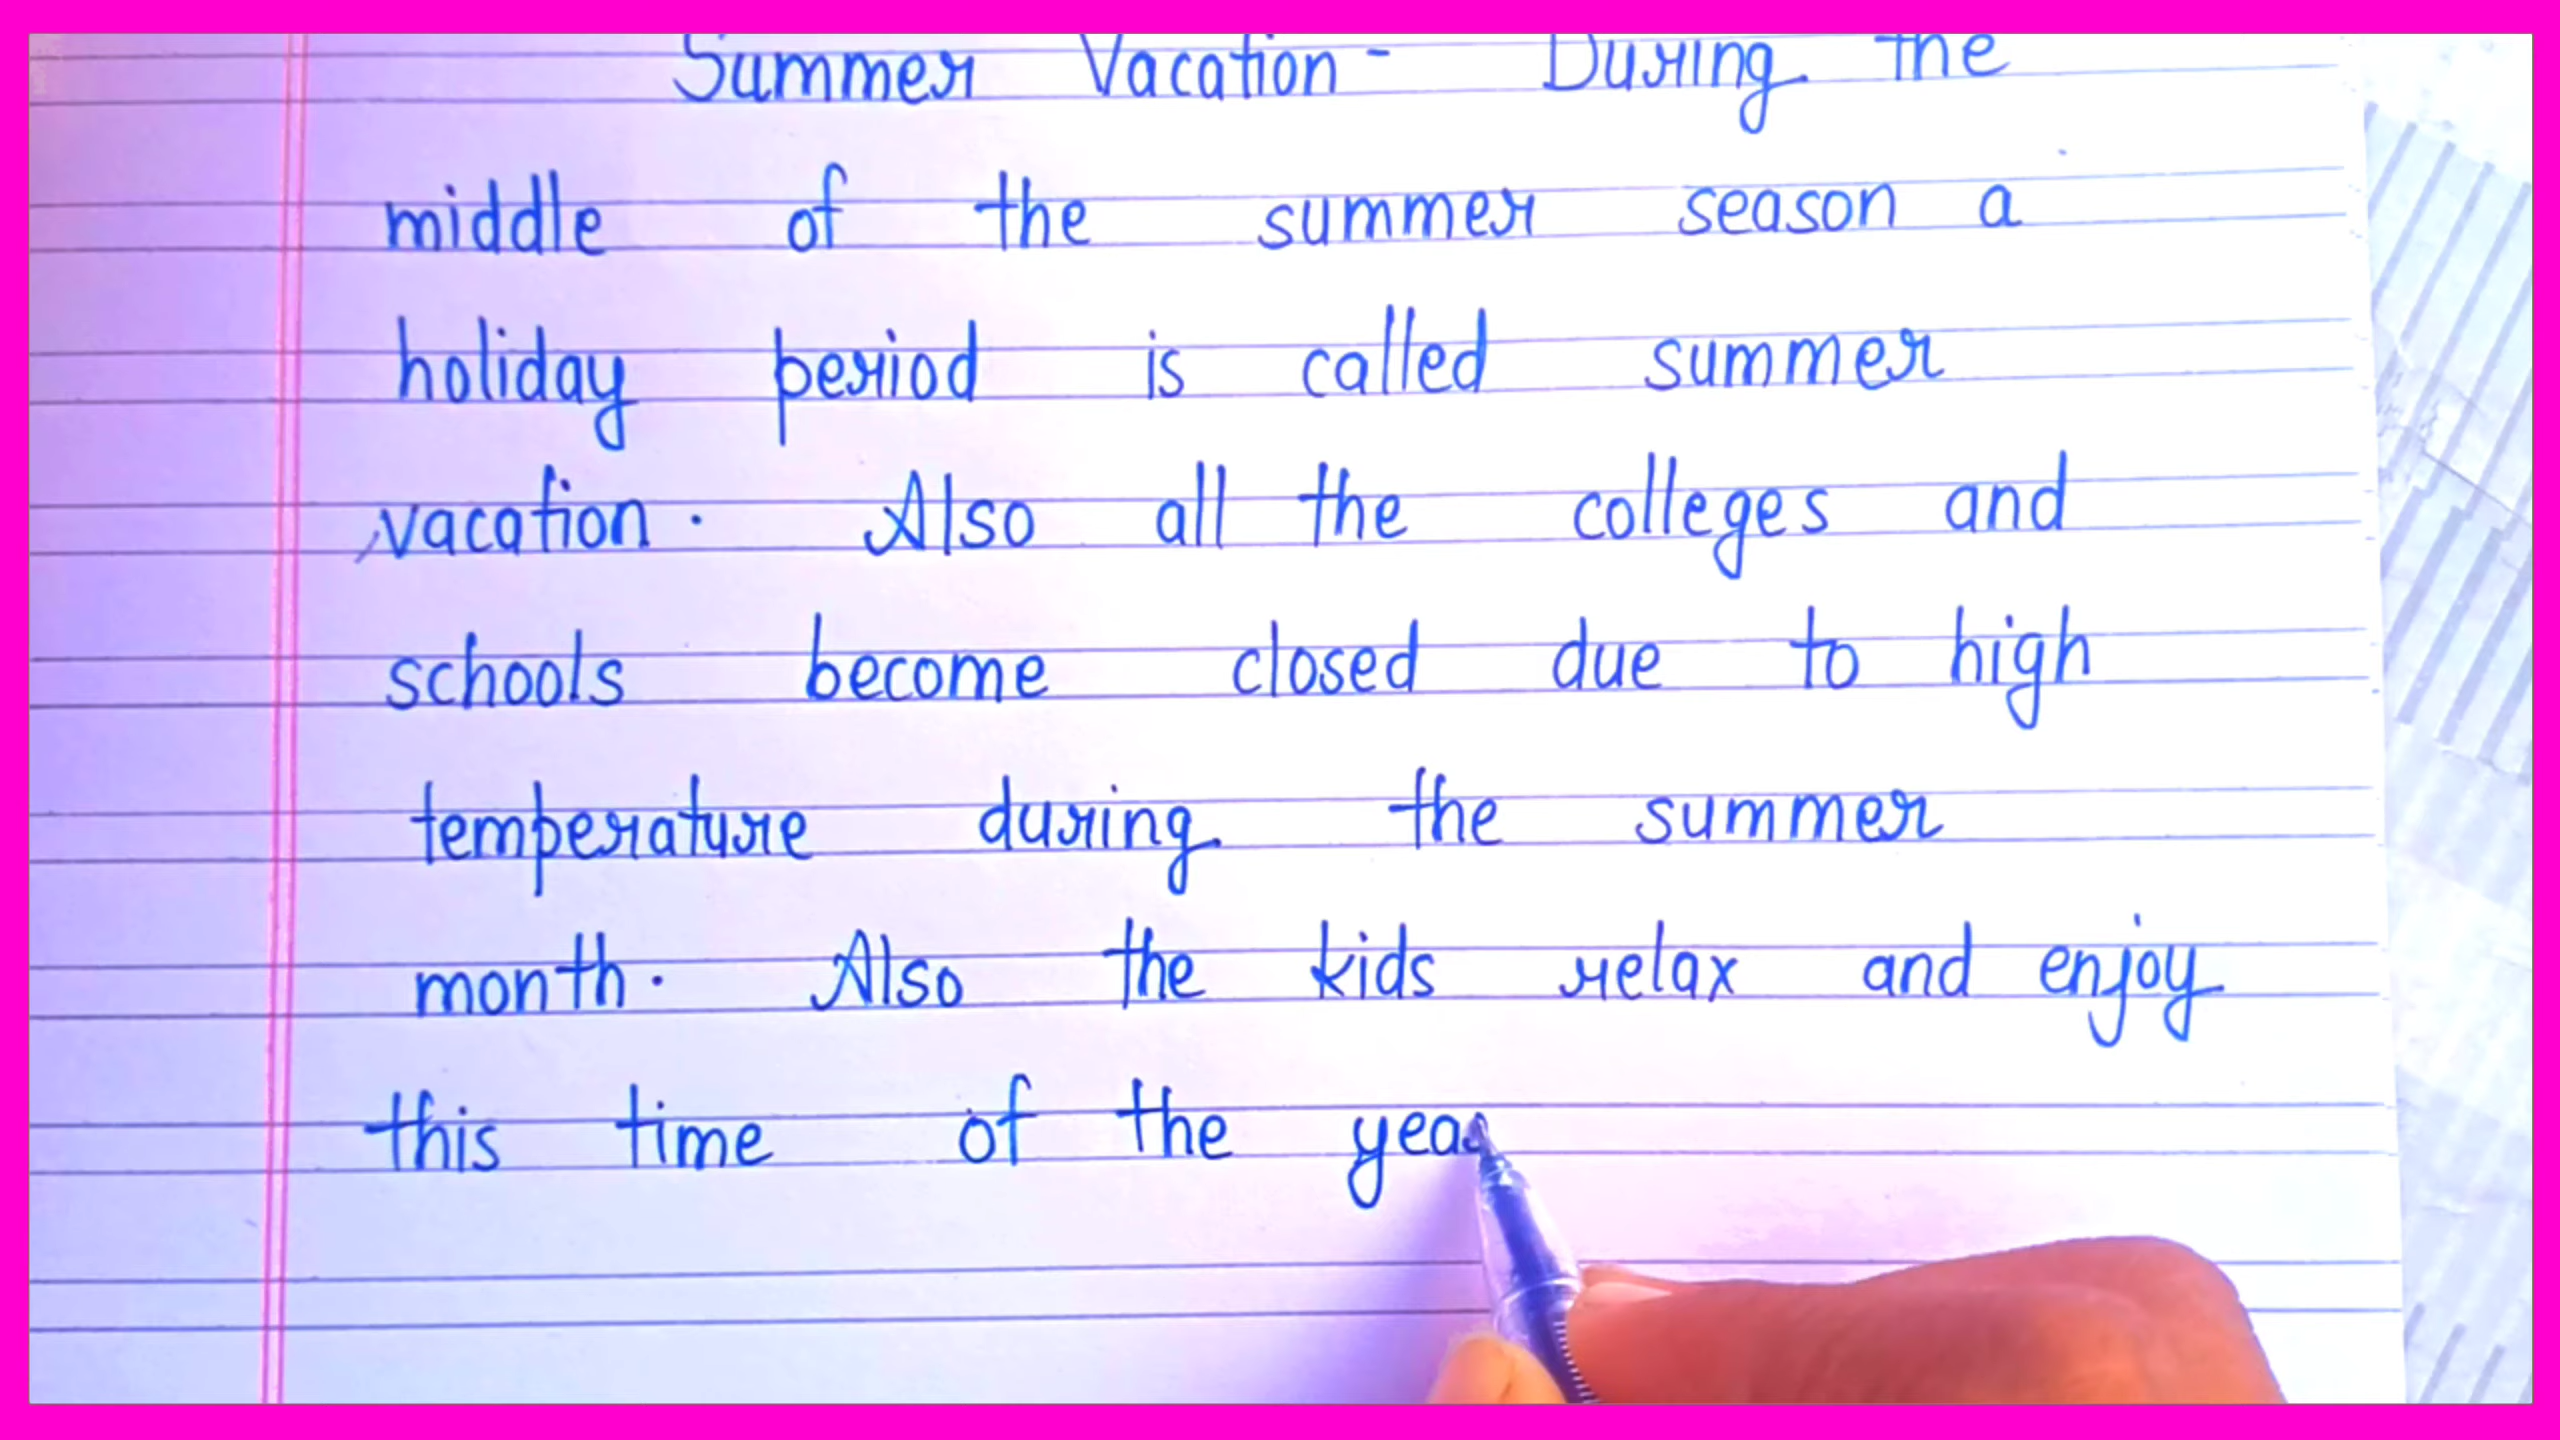 Summer Vacation - During the
middle of the summer season a
holiday period is called summer
vacation. Also all the colleges and
schools become closed due to high
temperature during the summer
month. Also the kids relax and enjoy
this time of the